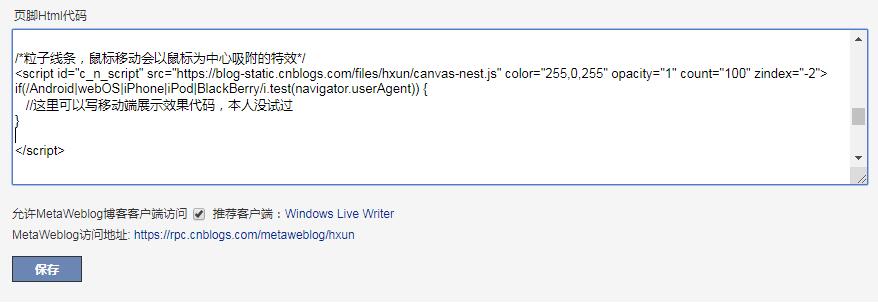 页脚Html代码
/*粒子线条，鼠标移动会以鼠标为中心吸附的特效*/
<script id="c_n_script" src="https://blog-static.cnblogs.com/files/hxun/canvas-nest.js" color="255,0,255" opacity="1" count="100" zindex="-2">
if(/Android|webOS|iPhone|iPod|BlackBerry/i.test(navigator.userAgent)) {
//这里可以写移动端展示效果代码，本人没试过
}
</script>
允许MetaWeblog博客客户端访问 推荐客户端：Windows Live Writer
MetaWeblog访问地址: https://rpc.cnblogs.com/metaweblog/hxun
保存